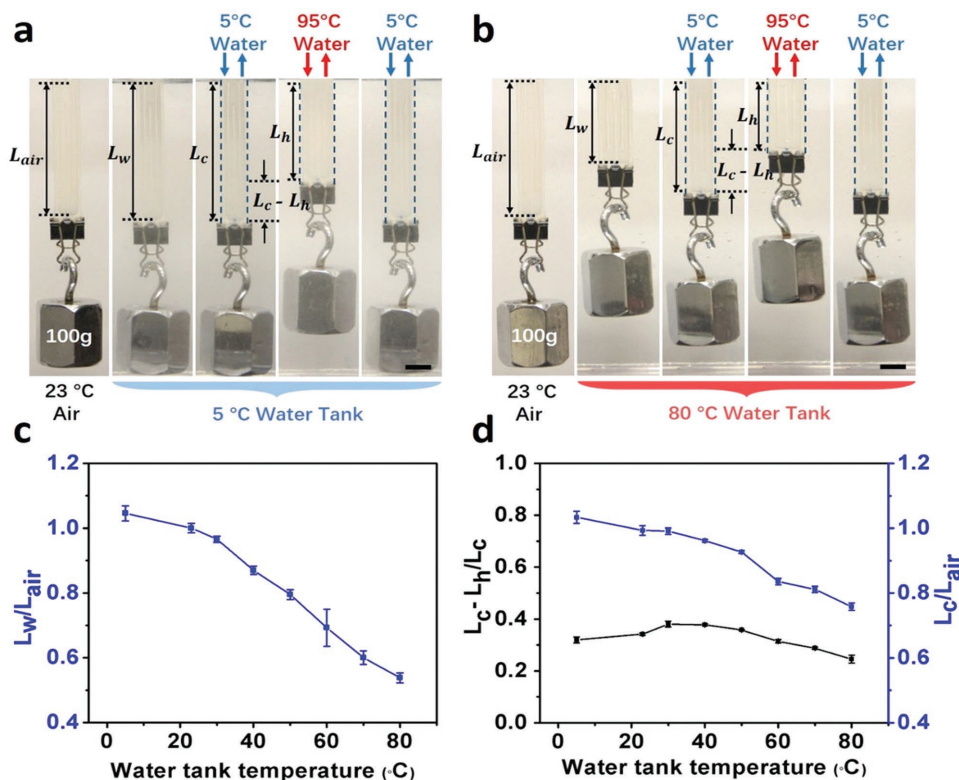 a
5°C
Water
95°C
Water
5°C
Water
L_air
L_w
L_c
L_h
L_c - L_h
100g
23 °C
Air
5 °C Water Tank
b
5°C
Water
95°C
Water
5°C
Water
L_air
L_w
L_c
L_h
L_c - L_h
100g
23 °C
Air
80 °C Water Tank
c
1.2
1.0
0.8
0.6
0.4
L_W/L_air
0
20
40
60
80
Water tank temperature (◦C)
d
1.0
0.8
0.6
0.4
0.2
0.0
L_C- L_h/L_C
1.2
1.0
0.8
0.6
0.4
L_C/L_air
0
20
40
60
80
Water tank temperature (◦C)